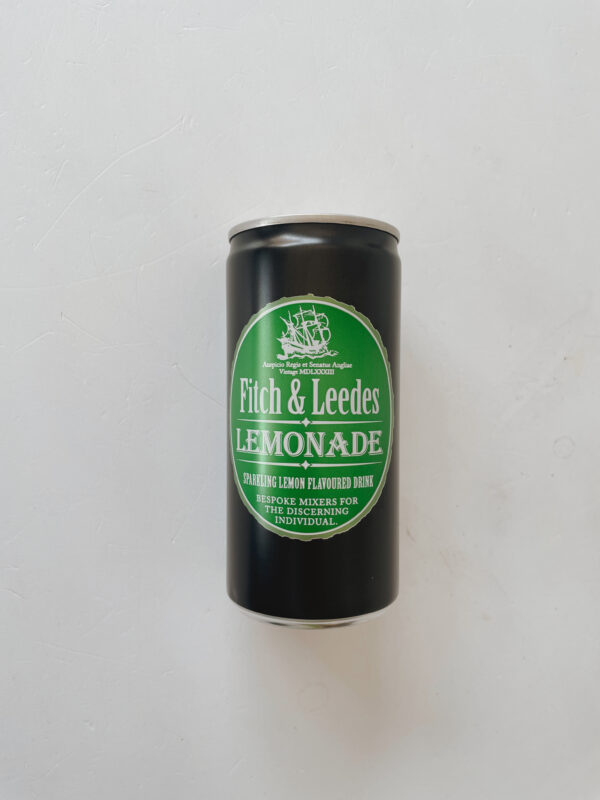 Auspicio Regis et Senatus Angliae
Vintage MDLXXXIII
Fitch & Leedes
LEMONADE
SPARKLING LEMON FLAVOURED DRINK
BESPOKE MIXERS FOR
THE DISCERNING
INDIVIDUAL.